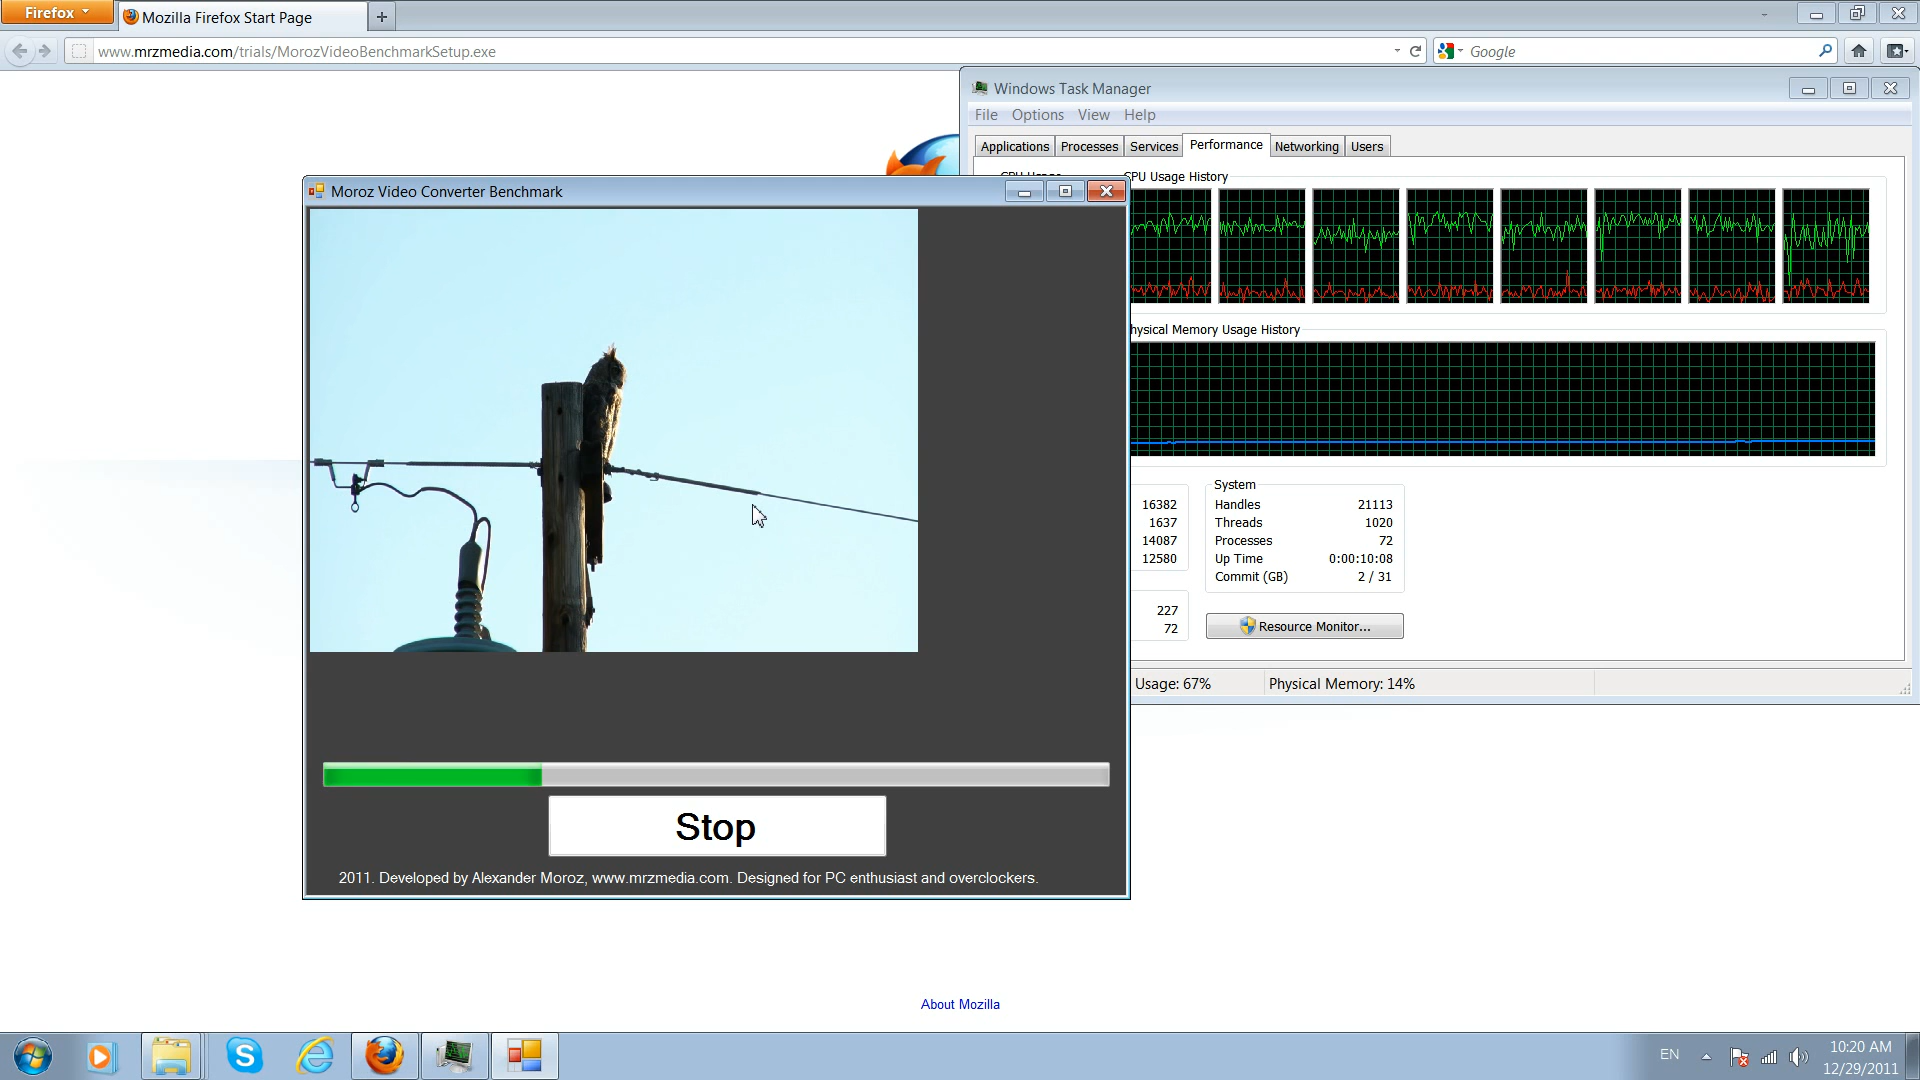 Firefox
Mozilla Firefox Start Page
www.mrzmedia.com/trials/MorozVideoBenchmarkSetup.exe
Google
Windows Task Manager
File Options View Help
Applications Processes Services Performance Networking Users
CPU Usage History
Moroz Video Converter Benchmark
Physical Memory Usage History
16382
1637
14087
12580
227
72
System
Handles 21113
Threads 1020
Processes 72
Up Time 0:00:10:08
Commit (GB) 2 / 31
Resource Monitor...
Usage: 67% Physical Memory: 14%
Stop
2011. Developed by Alexander Moroz, www.mrzmedia.com. Designed for PC enthusiast and overclockers.
About Mozilla
EN
10:20 AM
12/29/2011